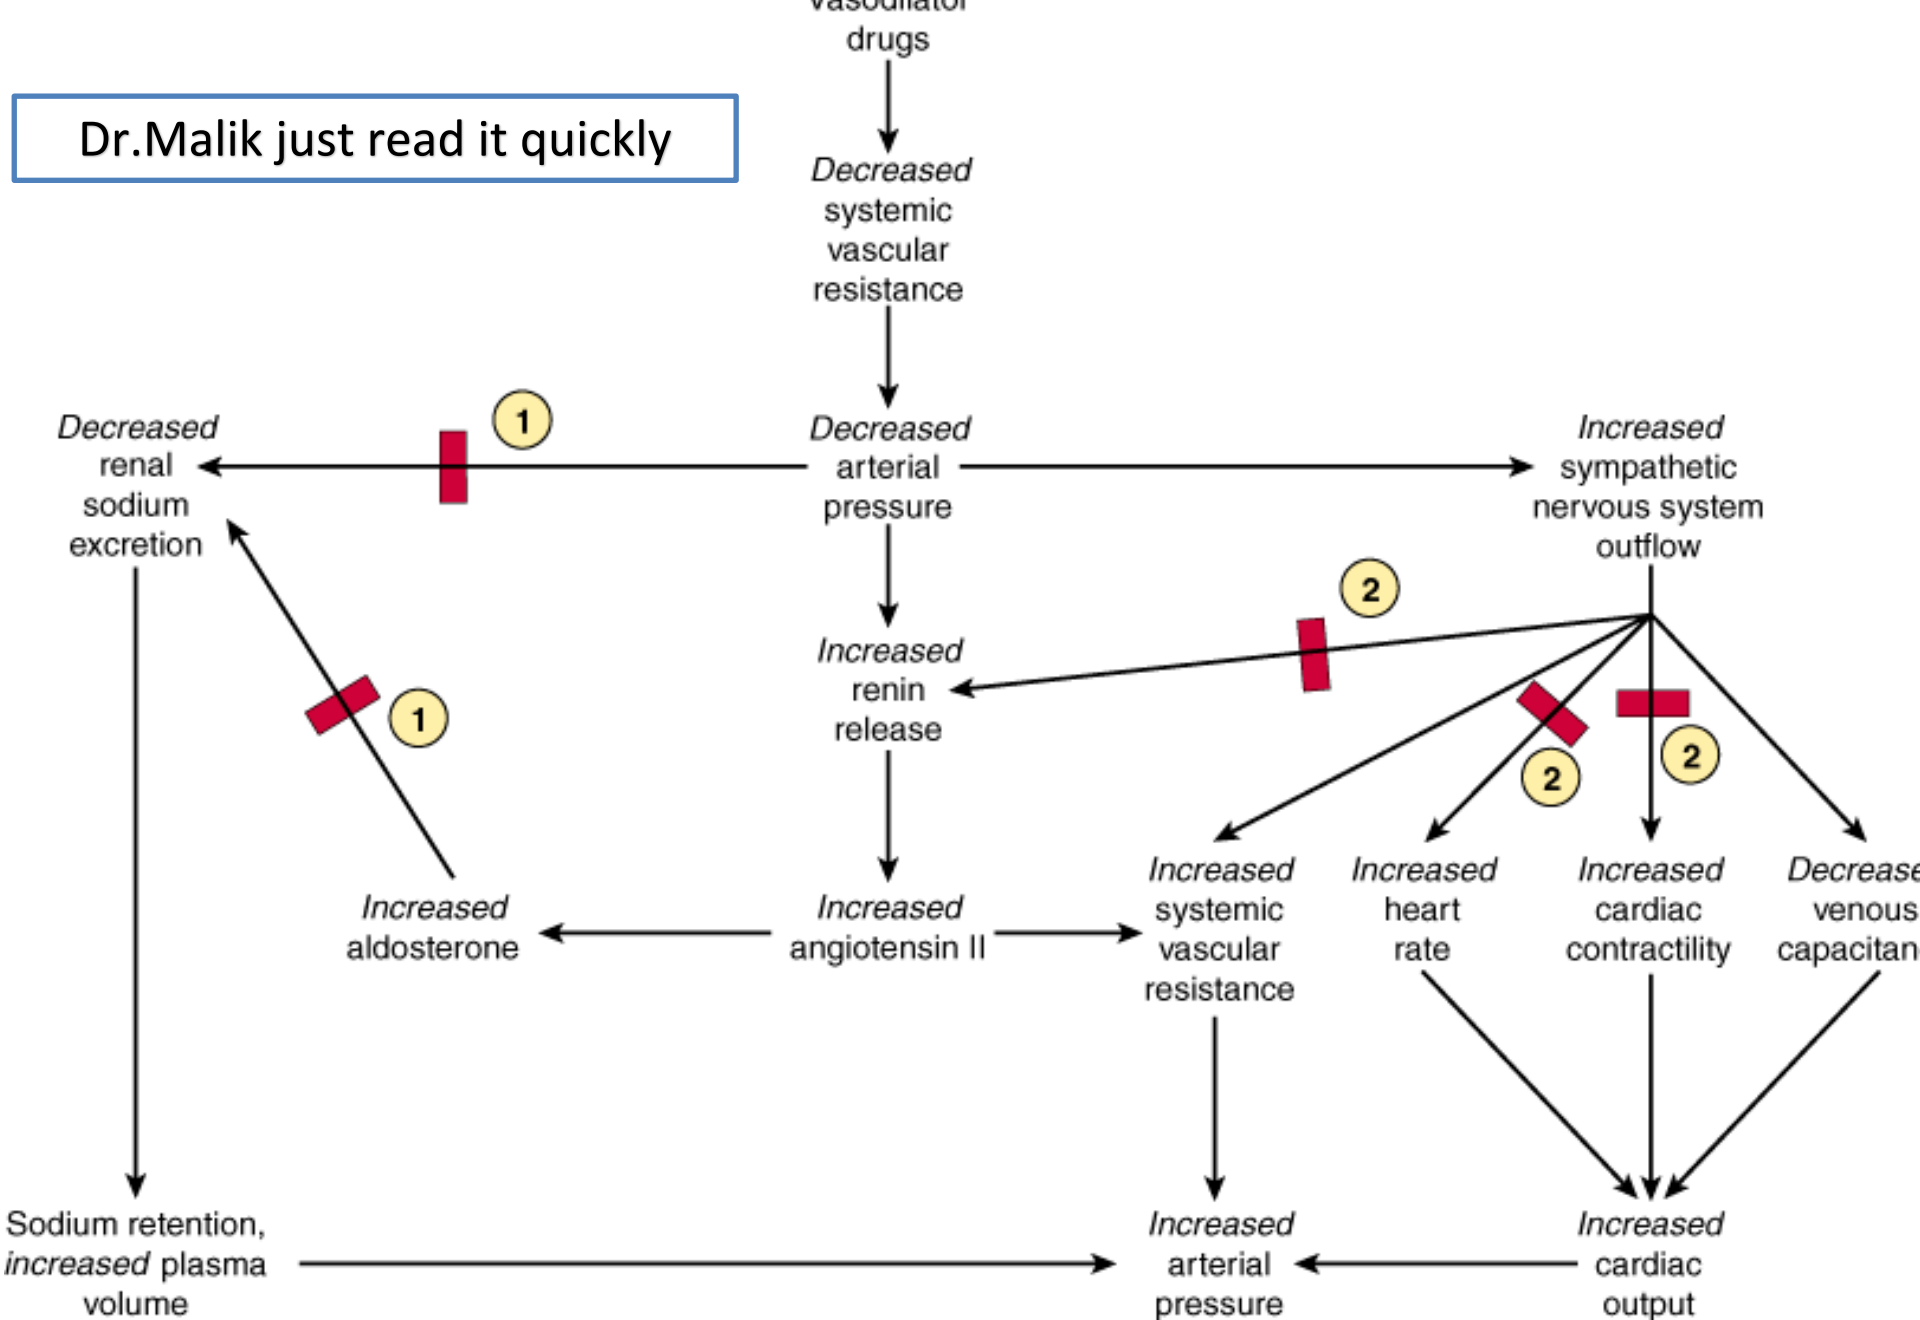 Vasodilator
drugs
Dr.Malik just read it quickly
Decreased
systemic
vascular
resistance
Decreased
renal
sodium
excretion
1
Decreased
arterial
pressure
Increased
sympathetic
nervous system
outflow
2
Increased
renin
release
1
2
2
Increased
aldosterone
Increased
angiotensin II
Increased
systemic
vascular
resistance
Increased
heart
rate
Increased
cardiac
contractility
venous
Sodium retention,
increased plasma
volume
Increased
arterial
pressure
Increased
cardiac
output